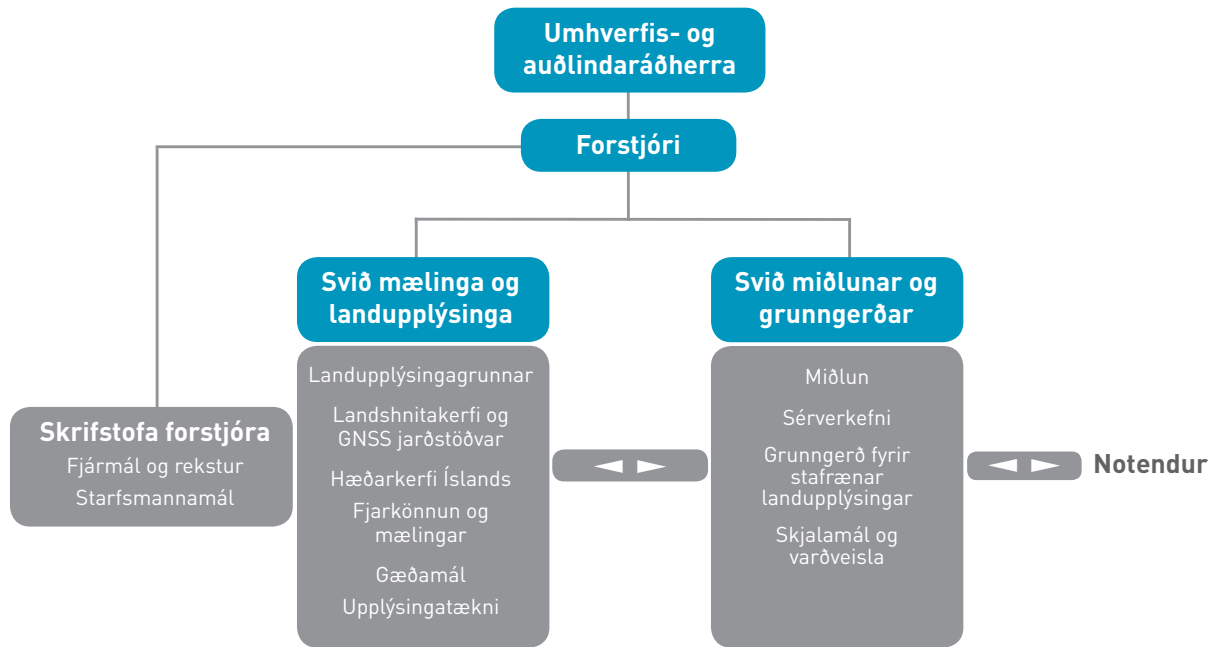 Umhverfis- og
auðlindaráðherra
Forstjóri
Svið mælinga og
landupplýsinga
Svið miðlunar og
grunngerðar
Skrifstofa forstjóra
Fjármál og rekstur
Starfsmannamál
Landupplýsingagrunnar
Landshnitakerfi og
GNSS jarðstöðvar
Hæðarkerfi Íslands
Fjarkönnun og
mælingar
Gæðamál
Upplýsingatækni
Miðlun
Sérverkefni
Grunngerð fyrir
stafrænar
landupplýsingar
Skjalamál og
varðveisla
Notendur